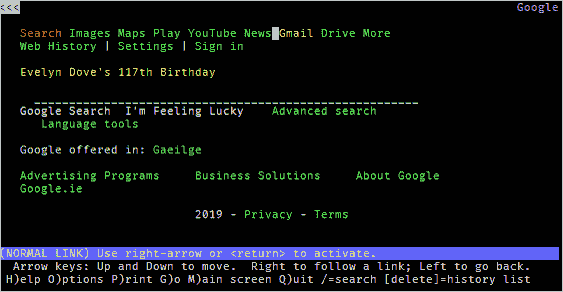 <<< Google
Search Images Maps Play YouTube News Gmail Drive More
Web History | Settings | Sign in
Evelyn Dove's 117th Birthday
Google Search I'm Feeling Lucky Advanced search
Language tools
Google offered in: Gaeilge
Advertising Programs Business Solutions About Google
Google.ie
2019 - Privacy - Terms
(NORMAL LINK) Use right-arrow or <return> to activate.
Arrow keys: Up and Down to move. Right to follow a link; Left to go back.
H)elp O)ptions P)rint G)o M)ain screen Q)uit /=search [delete]=history list